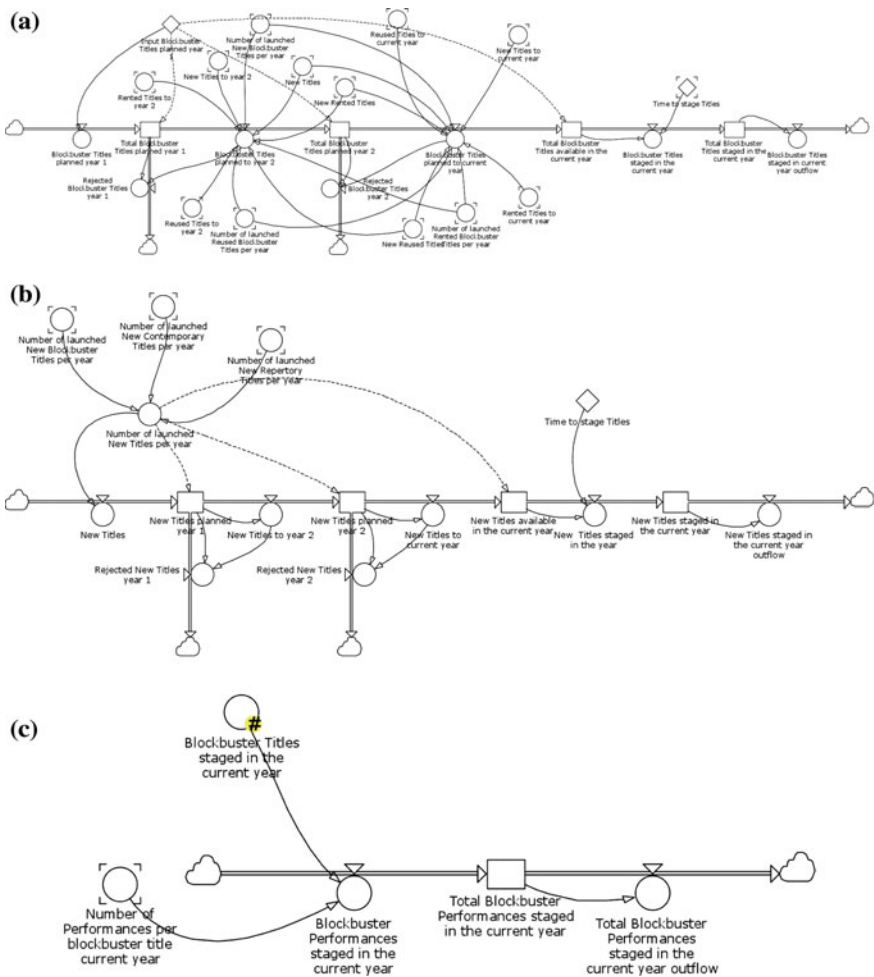 (a)
Input Blockbuster
Titles planned year
1
Number of launched
New Blockbuster
Titles per year
Reused Titles to
current year
New Titles to
current year
New Titles to year 2
New Titles
Rented Titles to
year 2
New Rented Titles
Time to stage Titles
Blockbuster Titles
planned year 1
Total Blockbuster
Titles planned year 1
Blockbuster Titles
planned to year 2
Total Blockbuster
Titles planned year 2
Blockbuster Titles
planned to current
year
Total Blockbuster
Titles available in the
current year
Blockbuster Titles
staged in the
current year
Total Blockbuster
Titles staged in the
current year
Blockbuster Titles
staged in current
year outflow
Rejected
Blockbuster Titles
year 1
Rejected
Blockbuster Titles
year 2
Reused Titles to
year 2
Number of launched
Reused Blockbuster
Titles per year
New Reused Titles
Number of launched
Rented Blockbuster
Titles per year
Rented Titles to
current year
(b)
Number of launched
New Blockbuster
Titles per year
Number of launched
New Contemporary
Titles per year
Number of launched
New Repertory
Titles per year
Number of launched
New Titles per year
Time to stage Titles
New Titles
New Titles planned
year 1
New Titles to year 2
New Titles planned
year 2
New Titles to
current year
New Titles available
in the current year
New Titles staged
in the year
New Titles staged
in the current year
New Titles staged in
the current year
outflow
Rejected New Titles
year 1
Rejected New Titles
year 2
(c)
#
Blockbuster Titles
staged in the
current year
Number of
Performances per
blockbuster title
current year
Blockbuster
Performances
staged in the
current year
Total Blockbuster
Performances staged
in the current year
Total Blockbuster
Performances
staged in the
current year outflow